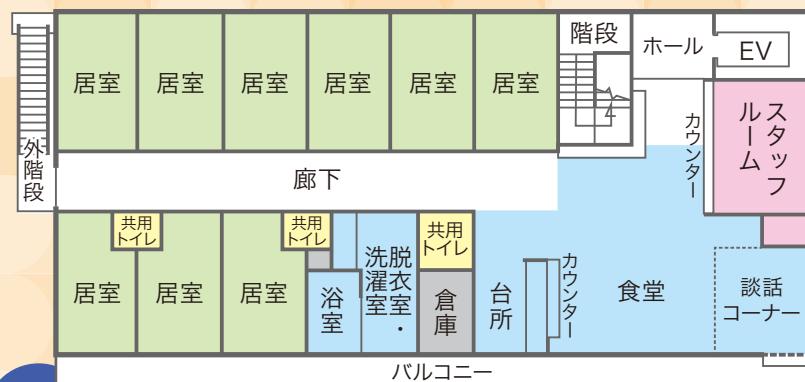 階段
ホール
EV
居室
居室
居室
居室
居室
居室
スタッフ
ルーム
カウンター
外階段
廊下
共用
トイレ
共用
トイレ
共用
トイレ
居室
居室
居室
浴室
脱衣室・
洗濯室
倉庫
台所
カウンター
食堂
談話
コーナー
バルコニー